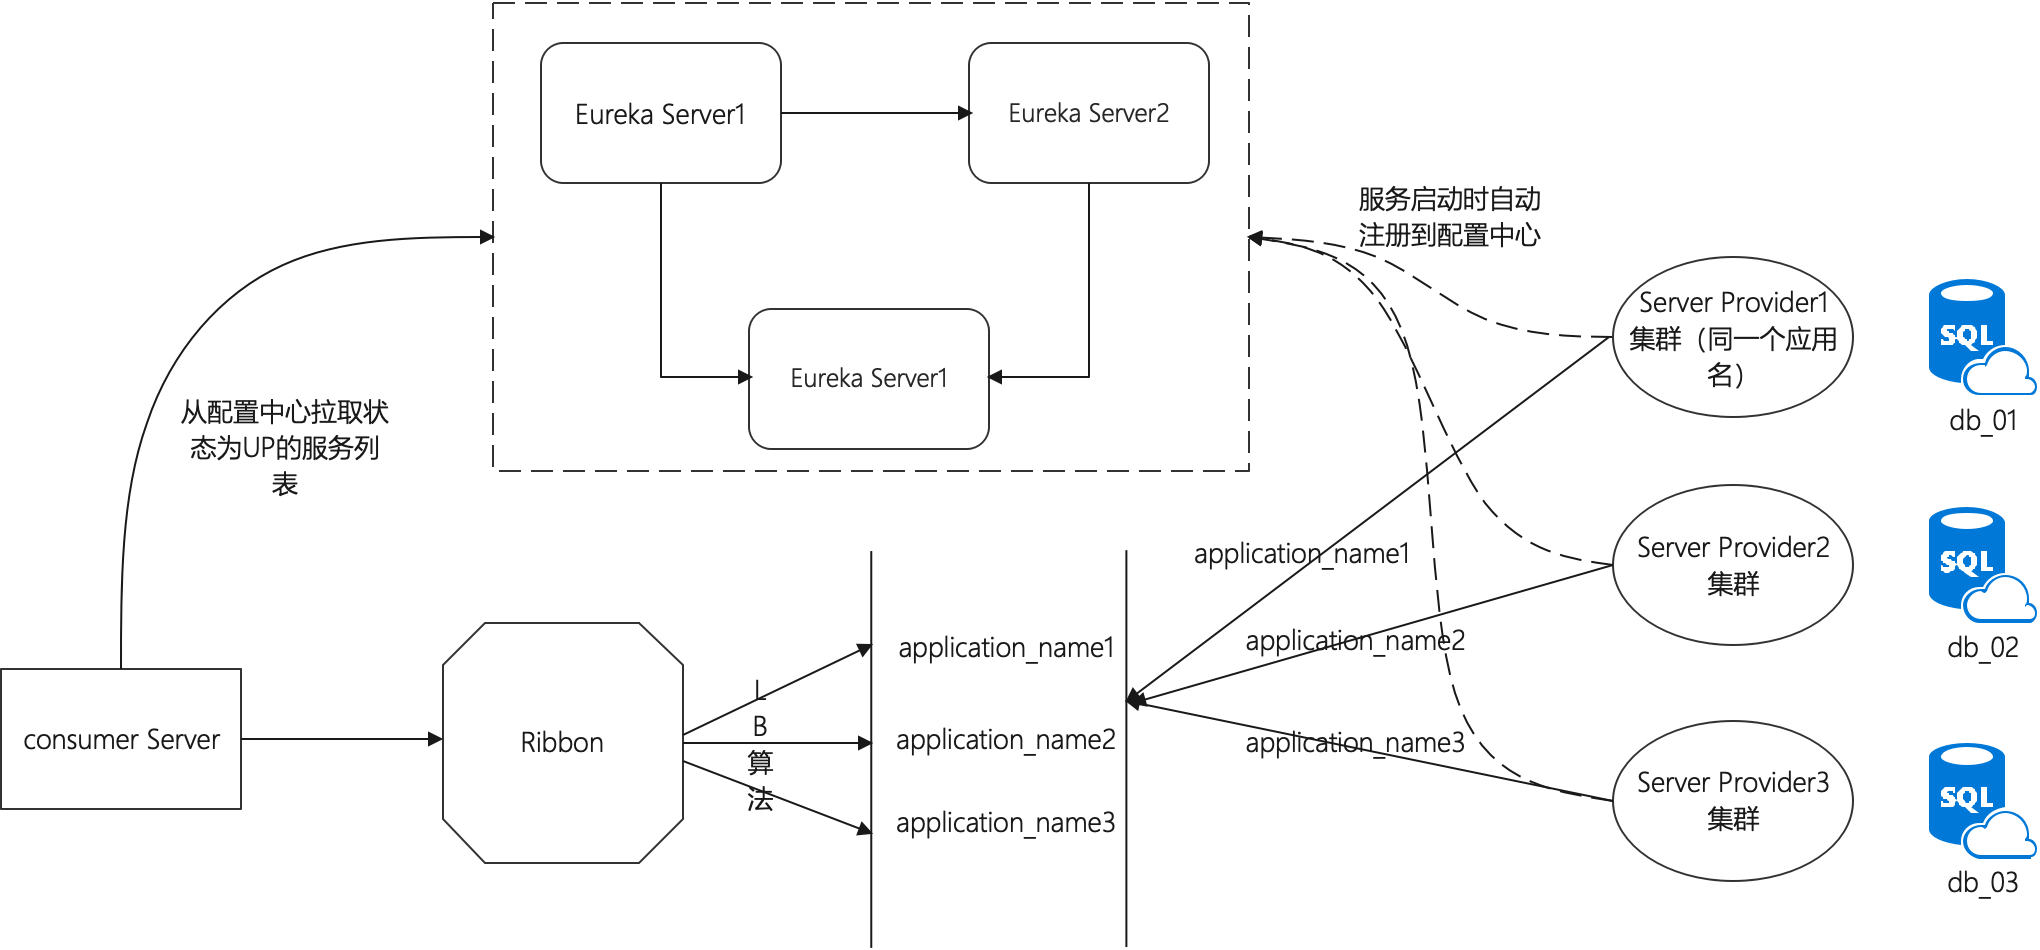 Eureka Server1
Eureka Server2
Eureka Server1
服务启动时自动
注册到配置中心
从配置中心拉取状
态为UP的服务列
表
Server Provider1
集群（同一个应用
名）
SQL
db_01
Server Provider2
集群
SQL
db_02
Server Provider3
集群
SQL
db_03
application_name1
application_name2
application_name3
consumer Server
Ribbon
L
B
算
法
application_name1
application_name2
application_name3